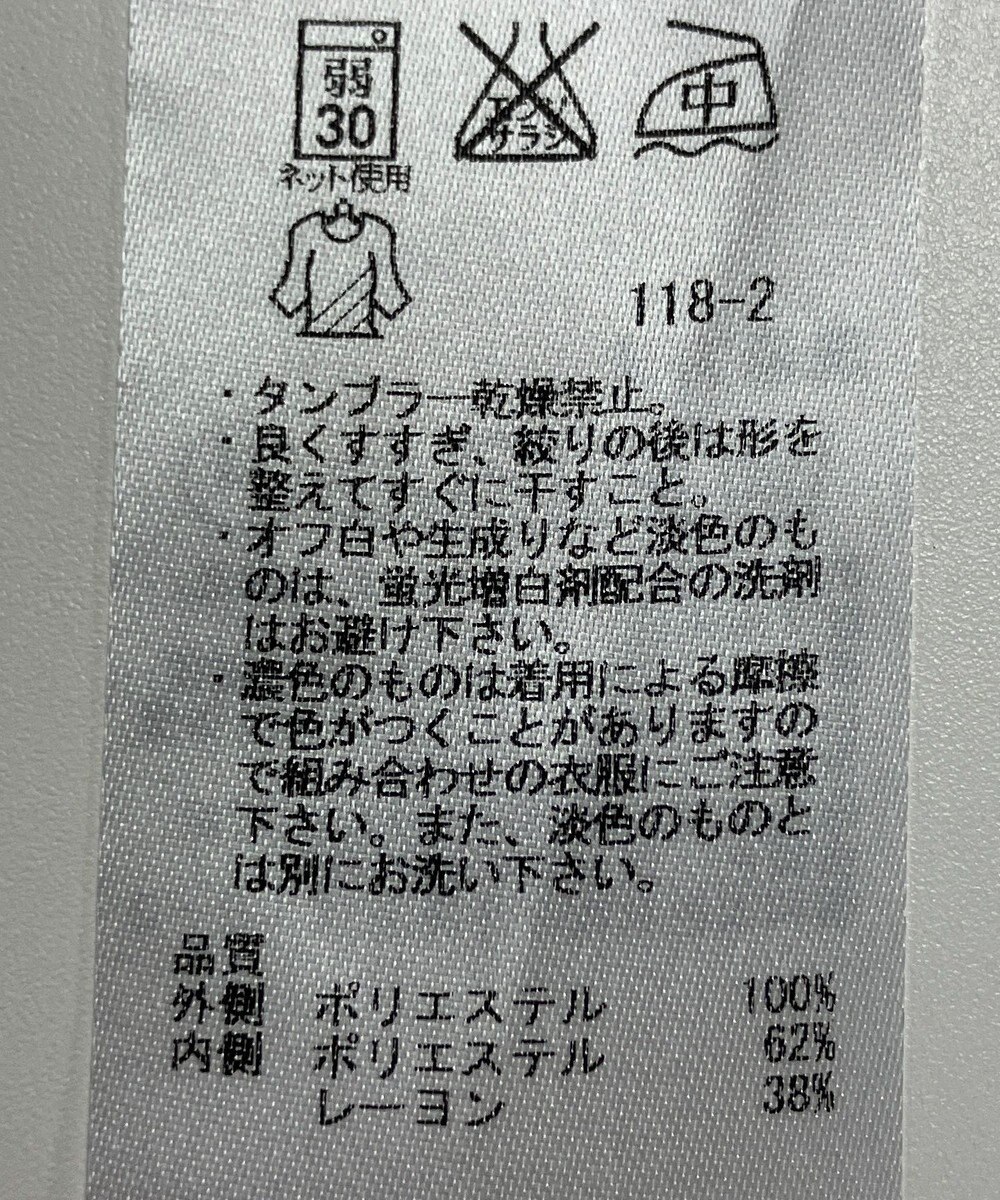 弱
30
ネット使用
エンソ
サラシ
中
118-2
・タンブラー乾燥禁止。
・良くすすぎ、絞りの後は形を
整えてすぐに干すこと。
・オフ白や生成りなど淡色のも
のは、蛍光増白剤配合の洗剤
はお避け下さい。
・濃色のものは着用による摩擦
で色がつくことがありますの
で組み合わせの衣服にご注意
下さい。また、淡色のものと
は別にお洗い下さい。
品質
外側 ポリエステル 100%
内側 ポリエステル 62%
レーヨン 38%